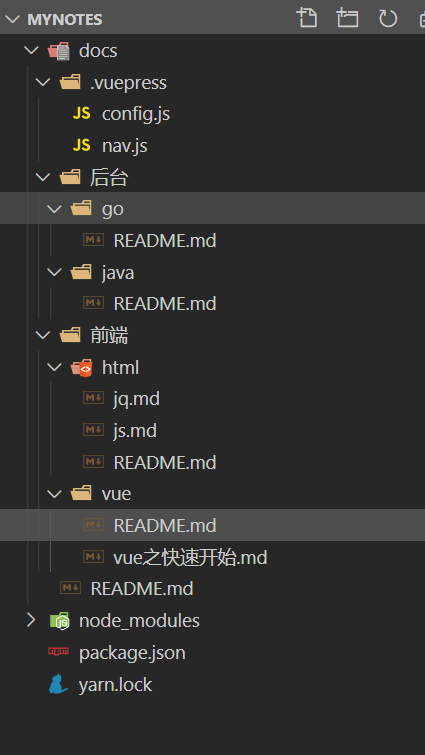 MYNOTES
docs
.vuepress
JS config.js
JS nav.js
后台
go
README.md
java
README.md
前端
html
jq.md
js.md
README.md
vue
README.md
vue之快速开始.md
README.md
node_modules
package.json
yarn.lock